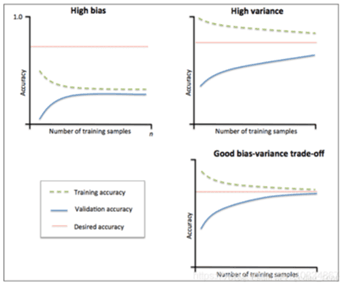 High bias
1.0
Accuracy
Number of training samples
n
High variance
Accuracy
Number of training samples
Training accuracy
Validation accuracy
Desired accuracy
Good bias-variance trade-off
Accuracy
Number of training samples